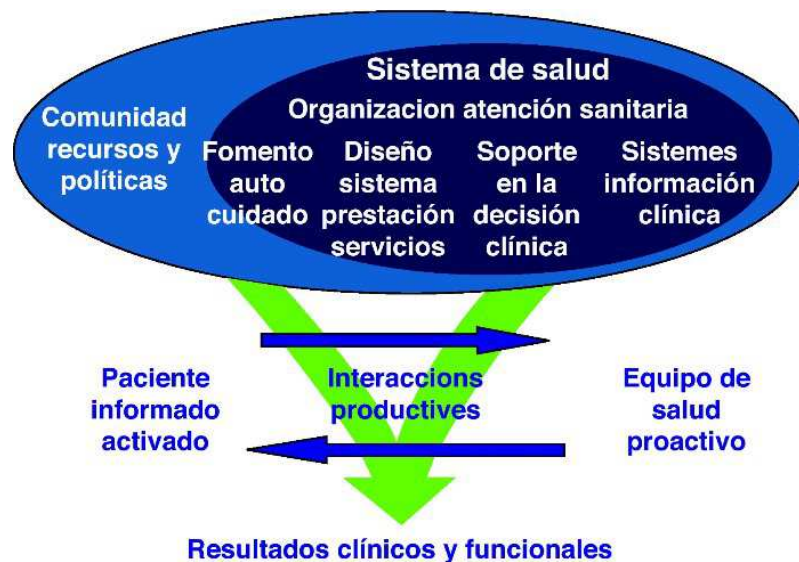 Sistema de salud
Organizacion atención sanitaria
Comunidad
recursos y
políticas
Fomento
auto
cuidado
Diseño
sistema
prestación
servicios
Soporte
en la
decisión
clínica
Sistemes
información
clínica
Paciente
informado
activado
Interaccions
productives
Equipo de
salud
proactivo
Resultados clínicos y funcionales